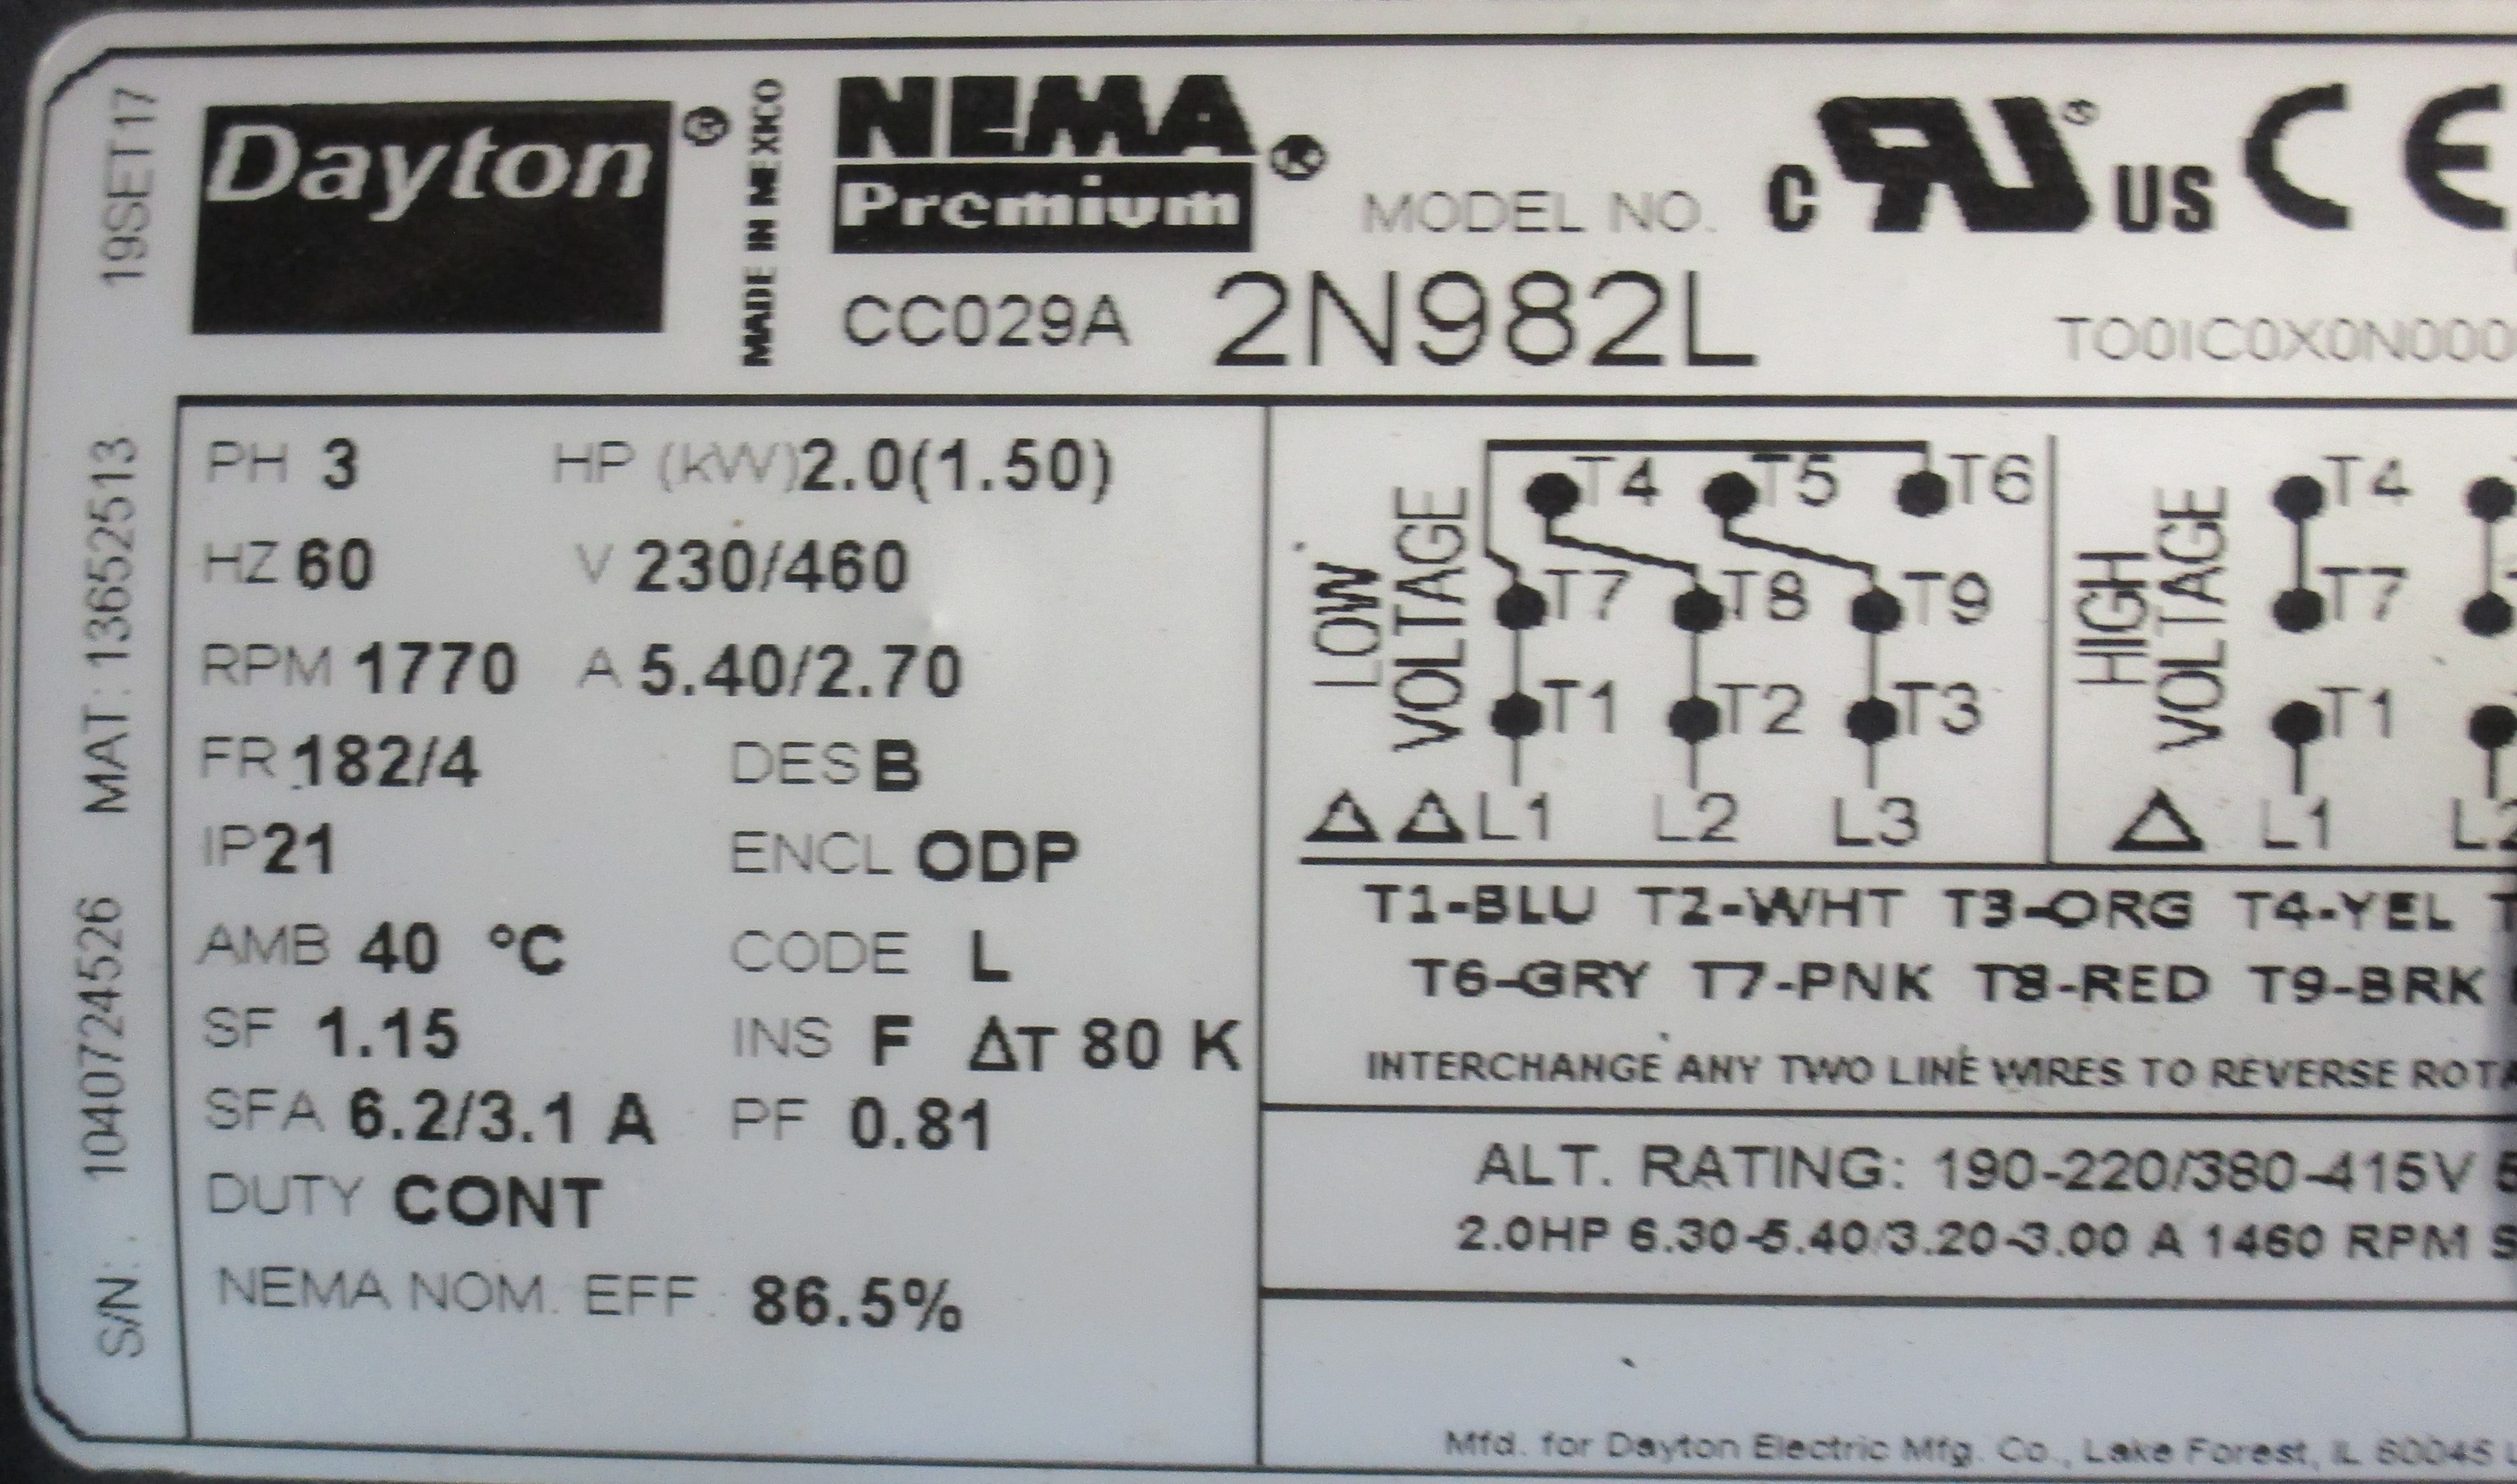 19SET17
MAT: 13652513
S/N: 1040724526
Dayton®
MADE IN MEXICO
NEMA
Premium
MODEL NO.
C US CE
CC029A 2N982L
PH 3 HP (kW) 2.0(1.50)
HZ 60 V 230/460
RPM 1770 A 5.40/2.70
FR 182/4 DES B
IP21 ENCL ODP
AMB 40 °C CODE L
SF 1.15 INS F ΔT 80 K
SFA 6.2/3.1 A PF 0.81
DUTY CONT
NEMA NOM. EFF. 86.5%
LOW VOLTAGE
T4 T5 T6
T7 T8 T9
T1 T2 T3
L1 L2 L3
HIGH VOLTAGE
T4
T7
T1
L1 L2
T1-BLU T2-WHT T3-ORG T4-YEL
T6-GRY T7-PNK T8-RED T9-BRK
INTERCHANGE ANY TWO LINE WIRES TO REVERSE
ALT. RATING: 190-220/380-415V
2.0HP 6.30-5.40/3.20-3.00 A 1460 RPM
Mfd. for Dayton Electric Mfg. Co., Lake Forest, IL 60045